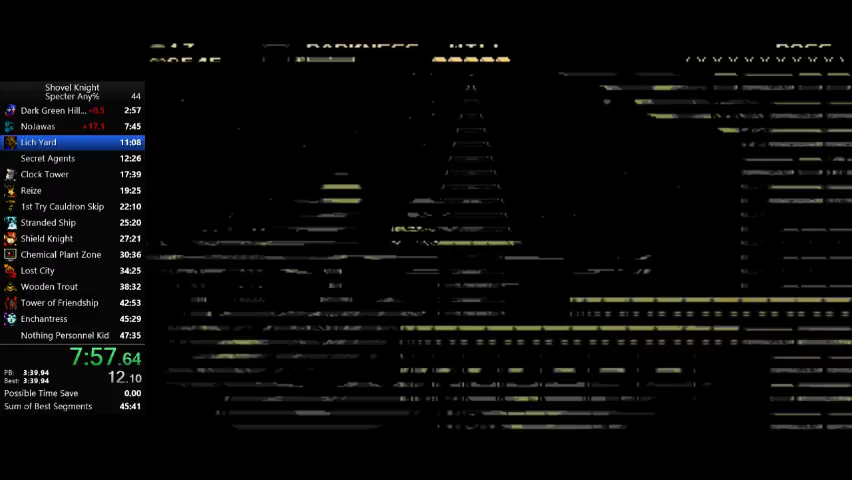 Shovel Knight
Specter Any% 44
Dark Green Hill... -0.5 2:57
NoJawas +17.1 7:45
Lich Yard 11:08
Secret Agents 12:26
Clock Tower 17:39
Reize 19:25
1st Try Cauldron Skip 22:10
Stranded Ship 25:20
Shield Knight 27:21
Chemical Plant Zone 30:36
Lost City 34:25
Wooden Trout 38:32
Tower of Friendship 42:53
Enchantress 45:29
Nothing Personnel Kid 47:35
7:57.64
PB: 3:39.94
Best: 3:39.94
12.10
Possible Time Save 0.00
Sum of Best Segments 45:41
DARKNESS WILL BOSS